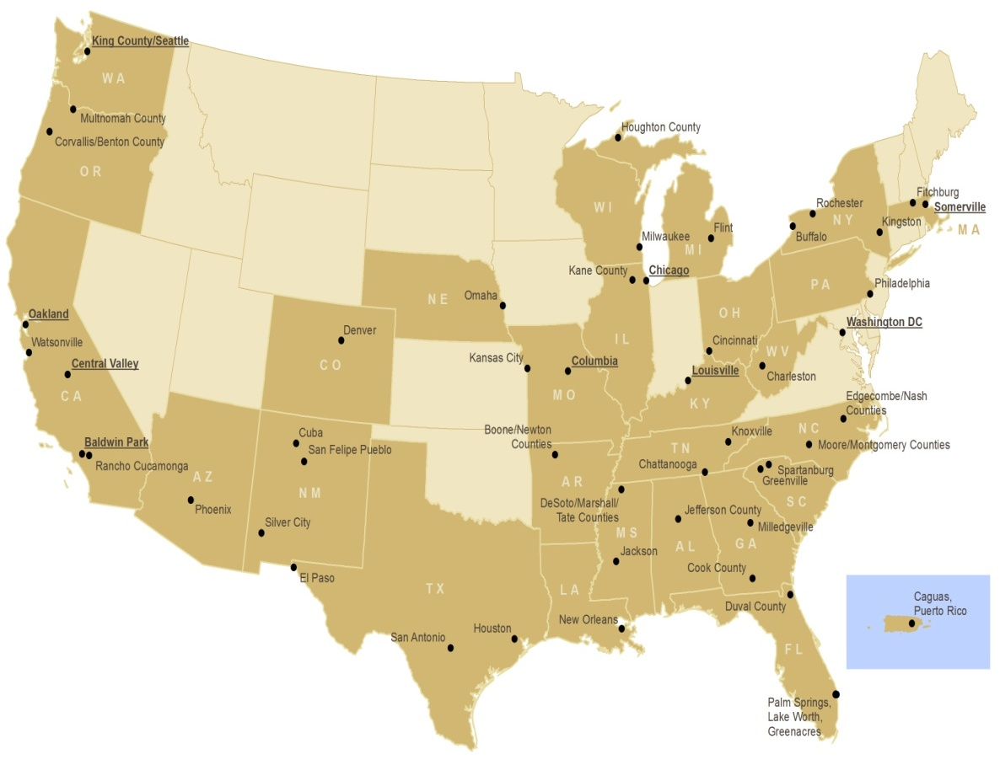 King County/Seattle
WA
Multnomah County
Corvallis/Benton County
OR
Houghton County
WI
Milwaukee
MI
Flint
Kane County
Chicago
Rochester
NY
Buffalo
Kingston
Fitchburg
Somerville
MA
PA
Philadelphia
Washington DC
NE
Omaha
Denver
CO
Oakland
Watsonville
Central Valley
CA
Baldwin Park
Rancho Cucamonga
IL
OH
Cincinnati
WV
Charleston
Kansas City
Columbia
MO
Louisville
KY
Edgecombe/Nash
Counties
NC
Moore/Montgomery Counties
Boone/Newton
Counties
Knoxville
TN
Chattanooga
Spartanburg
Greenville
SC
AZ
Phoenix
Cuba
San Felipe Pueblo
NM
Silver City
El Paso
AR
DeSoto/Marshall/
Tate Counties
MS
Jackson
Jefferson County
AL
Milledgeville
GA
Cook County
Duval County
TX
San Antonio
Houston
LA
New Orleans
FL
Palm Springs,
Lake Worth,
Greenacres
Caguas,
Puerto Rico